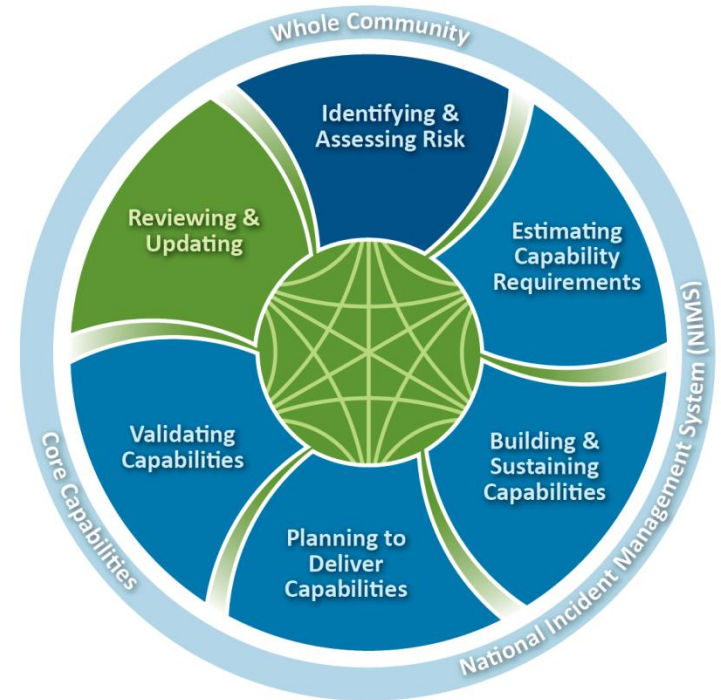 Whole Community
Identifying &
Assessing Risk
Estimating
Capability
Requirements
Building &
Sustaining
Capabilities
Planning to
Deliver
Capabilities
Validating
Capabilities
Reviewing &
Updating
National Incident Management System (NIMS)
Core Capabilities